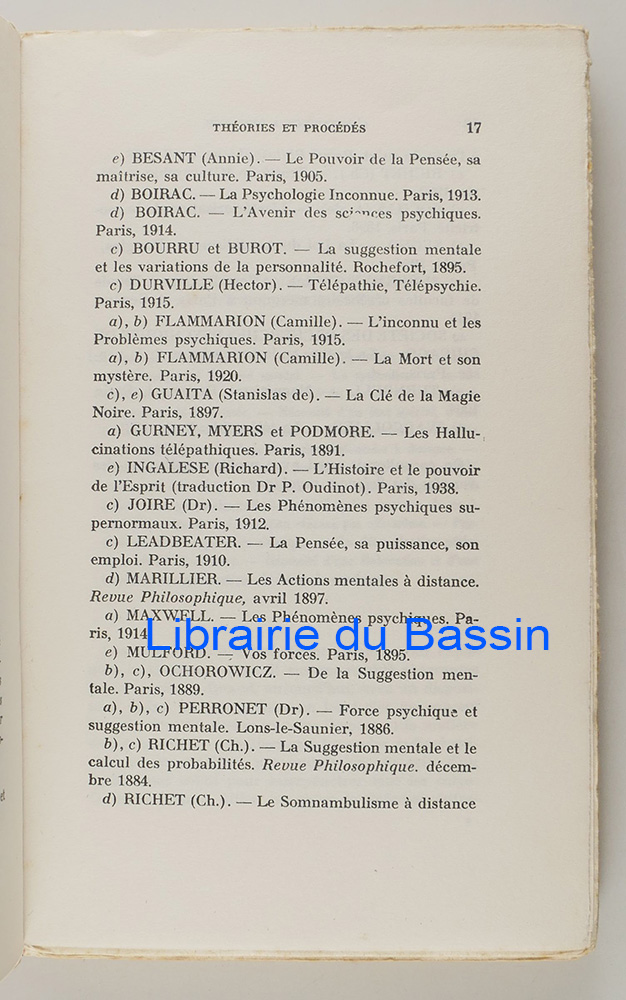 THÉORIES ET PROCÉDÉS 17
e) BESANT (Annie). — Le Pouvoir de la Pensée, sa
maîtrise, sa culture. Paris, 1905.
d) BOIRAC. — La Psychologie Inconnue. Paris, 1913.
d) BOIRAC. — L'Avenir des sciences psychiques.
Paris, 1914.
c) BOURRU et BUROT. — La suggestion mentale
et les variations de la personnalité. Rochefort, 1895.
c) DURVILLE (Hector). — Télépathie, Télépsychie.
Paris, 1915.
a), b) FLAMMARION (Camille). — L'inconnu et les
Problèmes psychiques. Paris, 1915.
a), b) FLAMMARION (Camille). — La Mort et son
mystère. Paris, 1920.
c), e) GUAITA (Stanislas de). — La Clé de la Magie
Noire. Paris, 1897.
a) GURNEY, MYERS et PODMORE. — Les Hallu-
cinations télépathiques. Paris, 1891.
e) INGALESE (Richard). — L'Histoire et le pouvoir
de l'Esprit (traduction Dr P. Oudinot). Paris, 1938.
c) JOIRE (Dr). — Les Phénomènes psychiques su-
pernormaux. Paris, 1912.
c) LEADBEATER. — La Pensée, sa puissance, son
emploi. Paris, 1910.
d) MARILLIER. — Les Actions mentales à distance.
Revue Philosophique, avril 1897.
a) MAXWELL. — Les Phénomènes psychiques. Pa-
ris, 1914
Librairie du Bassin
e) MULFORD. — Vos forces. Paris, 1895.
b), c), OCHOROWICZ. — De la Suggestion men-
tale. Paris, 1889.
a), b), c) PERRONET (Dr). — Force psychique et
suggestion mentale. Lons-le-Saunier, 1886.
b), c) RICHET (Ch.). — La Suggestion mentale et le
calcul des probabilités. Revue Philosophique. décem-
bre 1884.
d) RICHET (Ch.). — Le Somnambulisme à distance